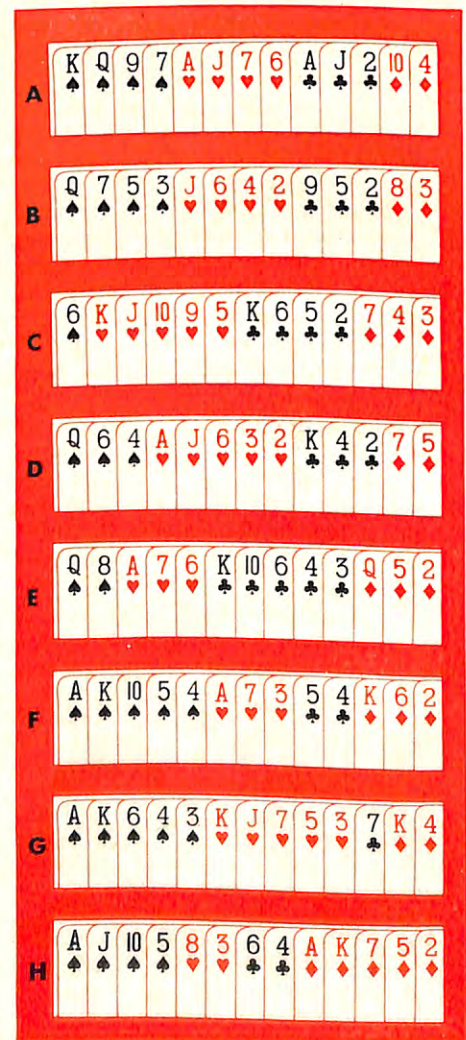 A K♠ Q♠ 9♠ 7♠ A♥ J♥ 7♥ 6♥ A♣ J♣ 2♣ 10♦ 4♦
B Q♠ 7♠ 5♠ 3♠ J♥ 6♥ 4♥ 2♥ 9♣ 5♣ 2♣ 8♦ 3♦
C 6♠ K♥ J♥ 10♥ 9♥ 5♥ K♣ 6♣ 5♣ 2♣ 7♦ 4♦ 3♦
D Q♠ 6♠ 4♠ A♥ J♥ 6♥ 3♥ 2♥ K♣ 4♣ 2♣ 7♦ 5♦
E Q♠ 8♠ A♥ 7♥ 6♥ K♣ 10♣ 6♣ 4♣ 3♣ Q♦ 5♦ 2♦
F A♠ K♠ 10♠ 5♠ 4♠ A♥ 7♥ 3♥ 5♣ 4♣ K♦ 6♦ 2♦
G A♠ K♠ 6♠ 4♠ 3♠ K♥ J♥ 7♥ 5♥ 3♥ 7♣ K♦ 4♦
H A♠ J♠ 10♠ 5♠ 8♥ 3♥ 6♣ 4♣ A♦ K♦ 7♦ 5♦ 2♦